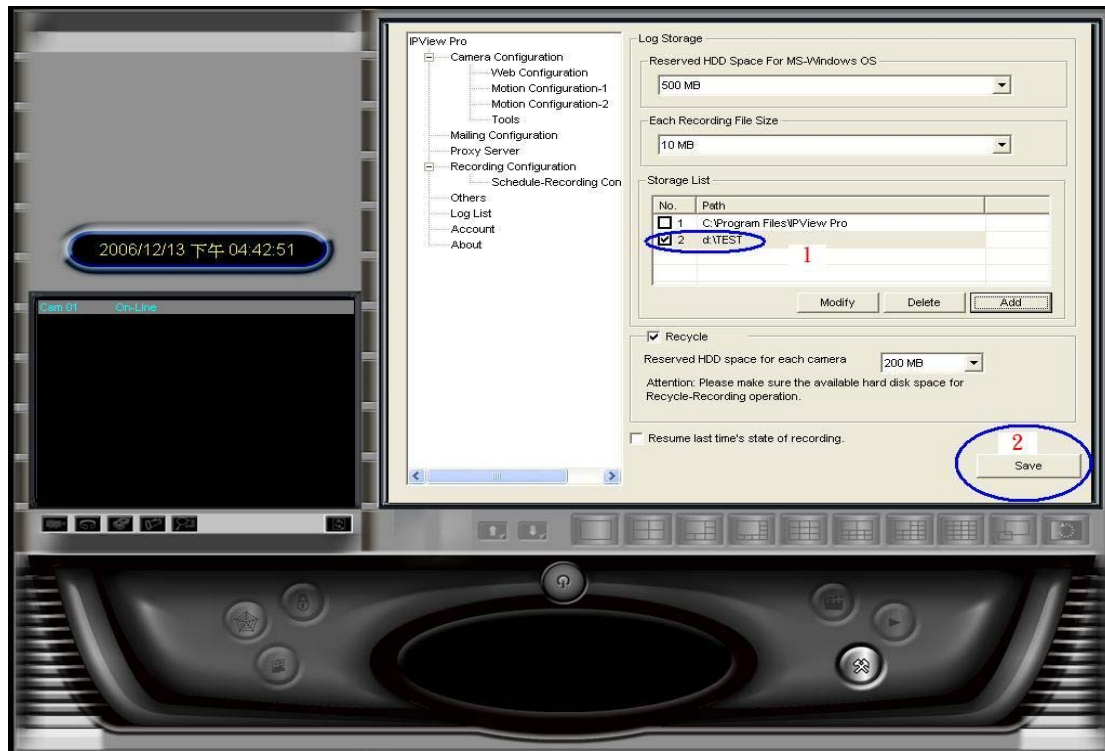 2006/12/13 下午 04:42:51
Cam 01 On-Line
IPView Pro
Camera Configuration
Web Configuration
Motion Configuration-1
Motion Configuration-2
Tools
Mailing Configuration
Proxy Server
Recording Configuration
Schedule-Recording Con
Others
Log List
Account
About
Log Storage
Reserved HDD Space For MS-Windows OS
500 MB
Each Recording File Size
10 MB
Storage List
No. Path
1 C:\Program Files\IPView Pro
2 d:\TEST
1
Modify Delete Add
Recycle
Reserved HDD space for each camera 200 MB
Attention: Please make sure the available hard disk space for
Recycle-Recording operation.
Resume last time's state of recording.
2
Save